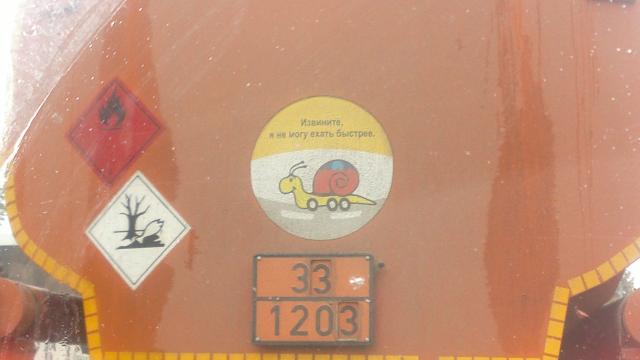 Извините,
я не могу ехать быстрее.
33
1203